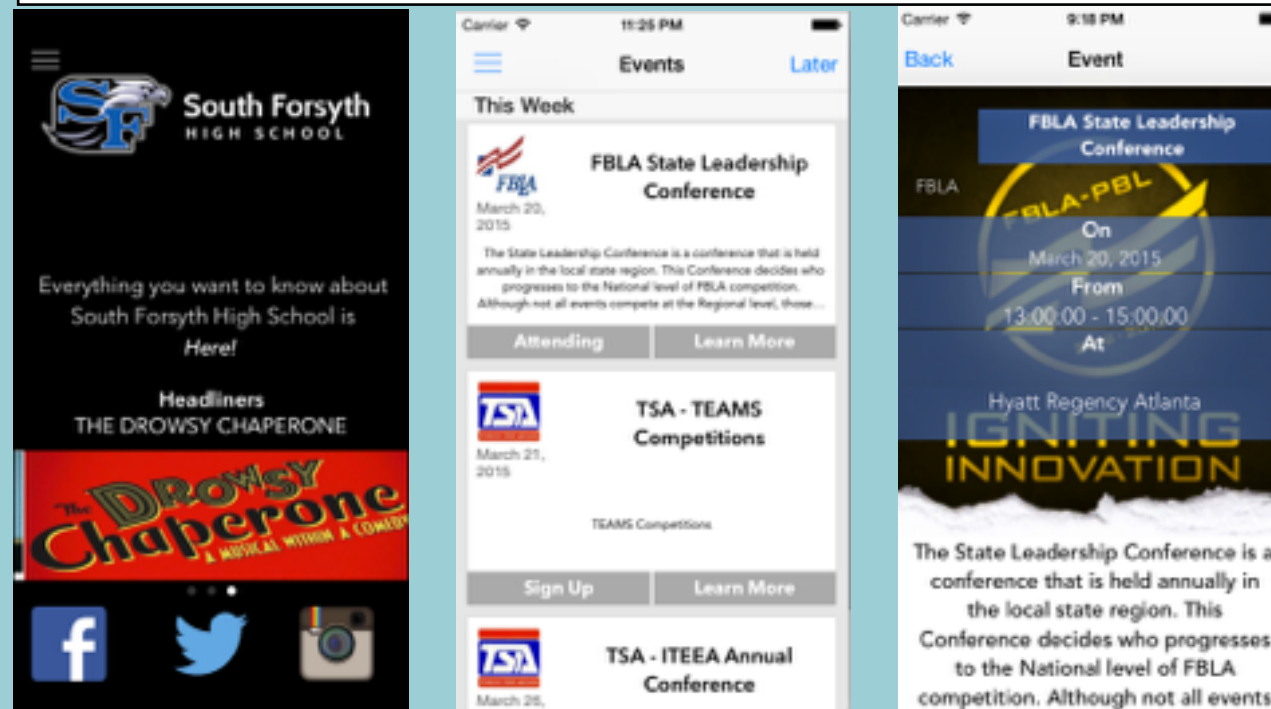 SF
South Forsyth
HIGH SCHOOL
Everything you want to know about
South Forsyth High School is
Here!
Headliners
THE DROWSY CHAPERONE
The DROWSY
Chaperone
A MUSICAL WITHIN A COMEDY
f
Carrier 11:25 PM
Events Later
This Week
FBLA
FBLA State Leadership
Conference
March 20,
2015
The State Leadership Conference is a conference that is held
annually in the local state region. This Conference decides who
progresses to the National level of FBLA competition.
Although not all events compete at the Regional level, those...
Attending Learn More
TSA
TSA - TEAMS
Competitions
March 21,
2015
TEAMS Competitions
Sign Up Learn More
TSA
TSA - ITEEA Annual
Conference
March 26,
Carrier 9:18 PM
Back Event
FBLA State Leadership
Conference
FBLA
FBLA-PBL
On
March 20, 2015
From
13:00:00 - 15:00:00
At
Hyatt Regency Atlanta
IGNITING
INNOVATION
The State Leadership Conference is a
conference that is held annually in
the local state region. This
Conference decides who progresses
to the National level of FBLA
competition. Although not all events